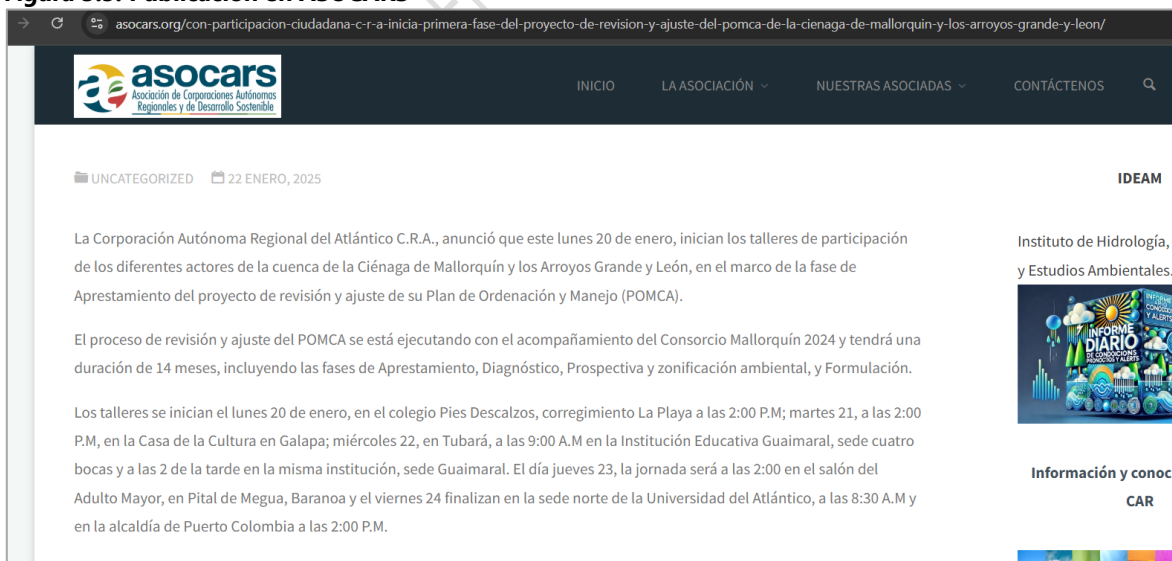 asocars.org/con-participacion-ciudadana-c-r-a-inicia-primera-fase-del-proyecto-de-revision-y-ajuste-del-pomca-de-la-cienaga-de-mallorquin-y-los-arroyos-grande-y-leon/
asocars
Asociación de Corporaciones Autónomas
Regionales y de Desarrollo Sostenible
INICIO LA ASOCIACIÓN NUESTRAS ASOCIADAS CONTÁCTENOS
UNCATEGORIZED 22 ENERO, 2025
La Corporación Autónoma Regional del Atlántico C.R.A., anunció que este lunes 20 de enero, inician los talleres de participación
de los diferentes actores de la cuenca de la Ciénaga de Mallorquín y los Arroyos Grande y León, en el marco de la fase de
Aprestamiento del proyecto de revisión y ajuste de su Plan de Ordenación y Manejo (POMCA).
El proceso de revisión y ajuste del POMCA se está ejecutando con el acompañamiento del Consorcio Mallorquín 2024 y tendrá una
duración de 14 meses, incluyendo las fases de Aprestamiento, Diagnóstico, Prospectiva y zonificación ambiental, y Formulación.
Los talleres se inician el lunes 20 de enero, en el colegio Pies Descalzos, corregimiento La Playa a las 2:00 P.M; martes 21, a las 2:00
P.M, en la Casa de la Cultura en Galapa; miércoles 22, en Tubará, a las 9:00 A.M en la Institución Educativa Guaimaral, sede cuatro
bocas y a las 2 de la tarde en la misma institución, sede Guaimaral. El día jueves 23, la jornada será a las 2:00 en el salón del
Adulto Mayor, en Pital de Megua, Baranoa y el viernes 24 finalizan en la sede norte de la Universidad del Atlántico, a las 8:30 A.M y
en la alcaldía de Puerto Colombia a las 2:00 P.M.
IDEAM
Instituto de Hidrología,
y Estudios Ambientales.
INFORME
DIARIO
Información y conoc
CAR